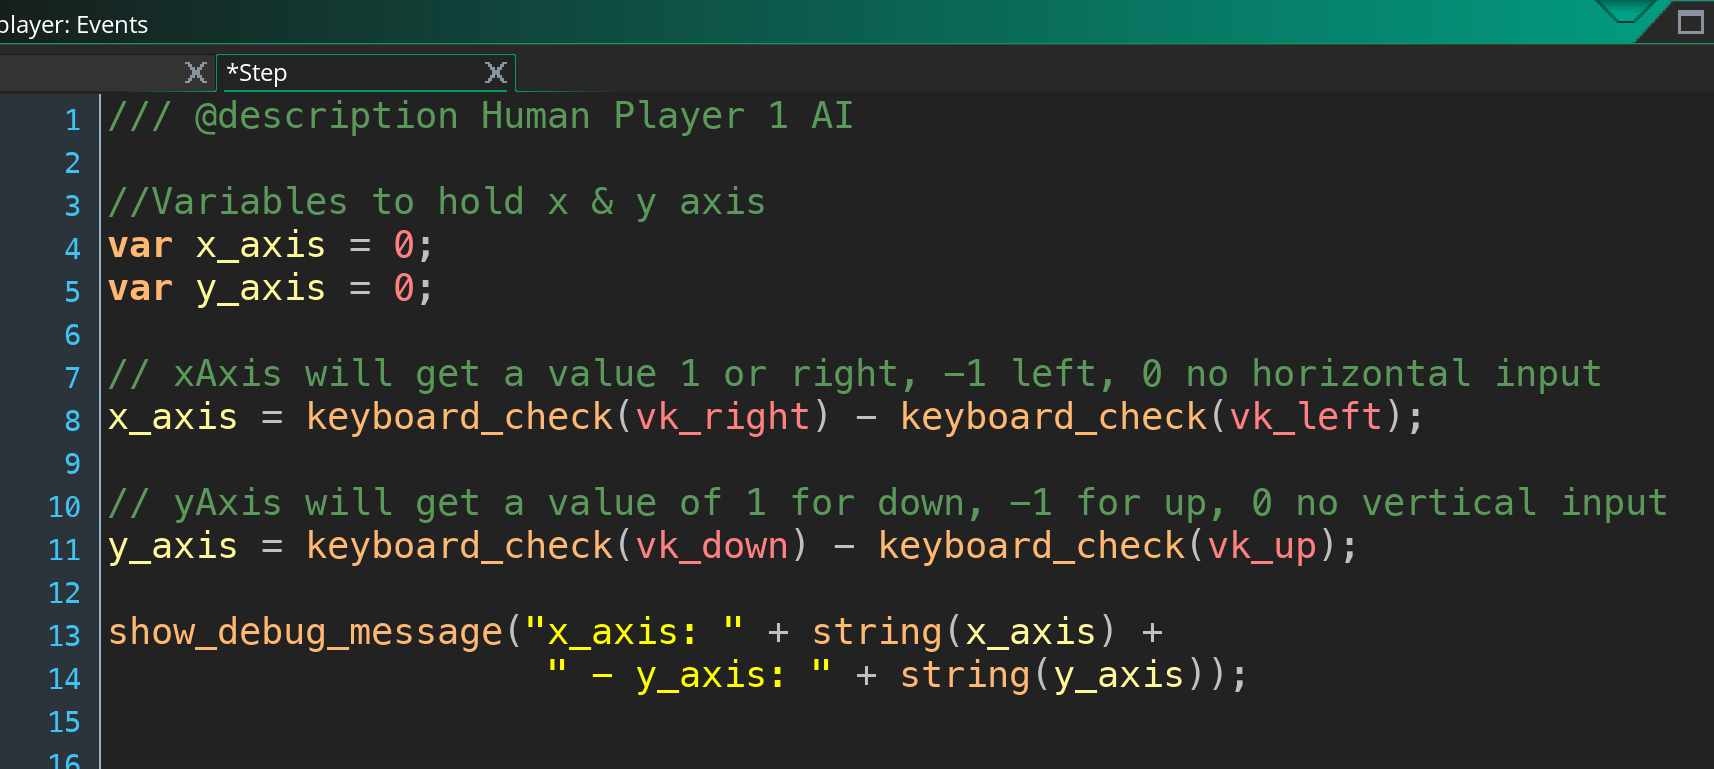 player: Events
*Step
1 /// @description Human Player 1 AI
2
3 //Variables to hold x & y axis
4 var x_axis = 0;
5 var y_axis = 0;
6
7 // xAxis will get a value 1 or right, -1 left, 0 no horizontal input
8 x_axis = keyboard_check(vk_right) - keyboard_check(vk_left);
9
10 // yAxis will get a value of 1 for down, -1 for up, 0 no vertical input
11 y_axis = keyboard_check(vk_down) - keyboard_check(vk_up);
12
13 show_debug_message("x_axis: " + string(x_axis) +
14 " - y_axis: " + string(y_axis));
15
16